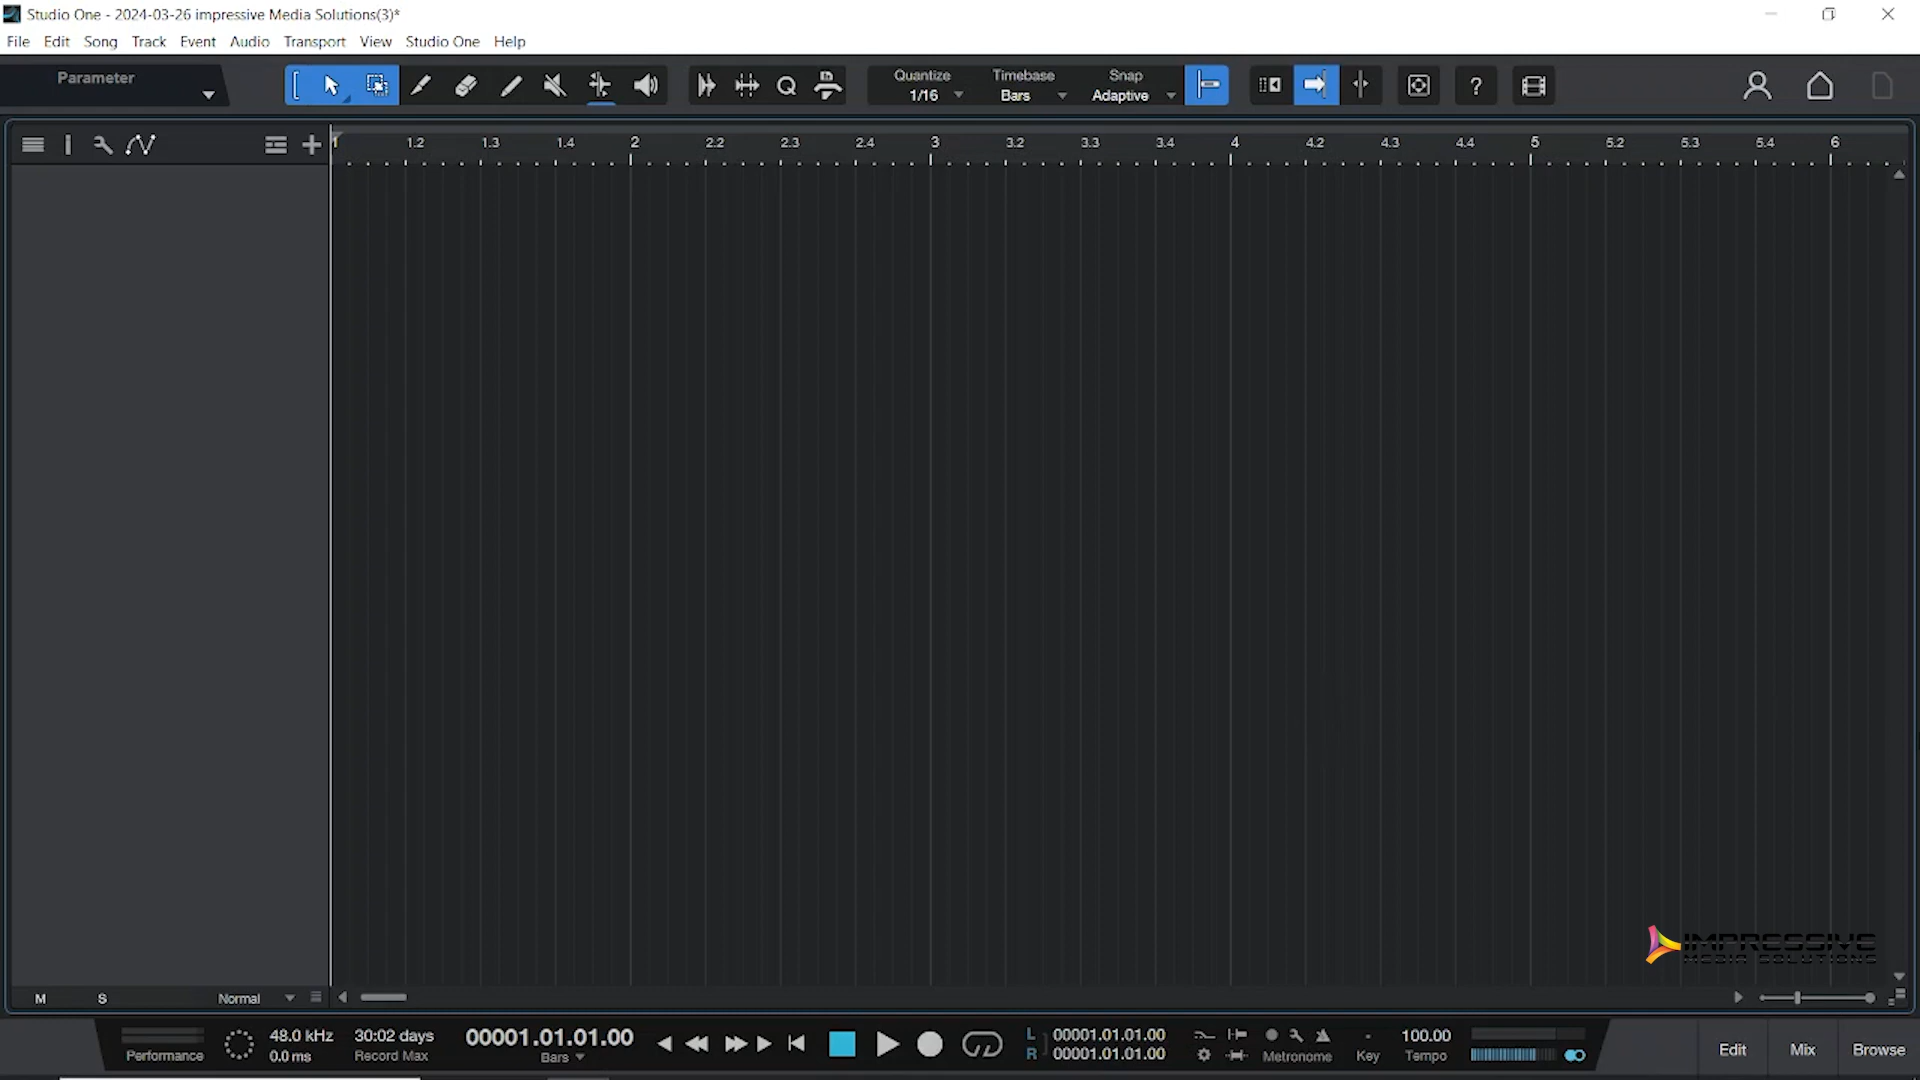 Studio One - 2024-03-26 impressive Media Solutions(3)*
File Edit Song Track Event Audio Transport View Studio One Help
Parameter
Quantize Timebase Snap
1/16 Bars Adaptive
Q
?
1 1.2 1.3 1.4 2 2.2 2.3 2.4 3 3.2 3.3 3.4 4 4.2 4.3 4.4 5 5.2 5.3 5.4 6
IMPRESSIVE
MEDIA SOLUTIONS
M S Normal
48.0 kHz 30:02 days 00001.01.01.00 L 00001.01.01.00 - 100.00
Performance 0.0 ms Record Max Bars R 00001.01.01.00 Metronome Key Tempo
Edit Mix Browse